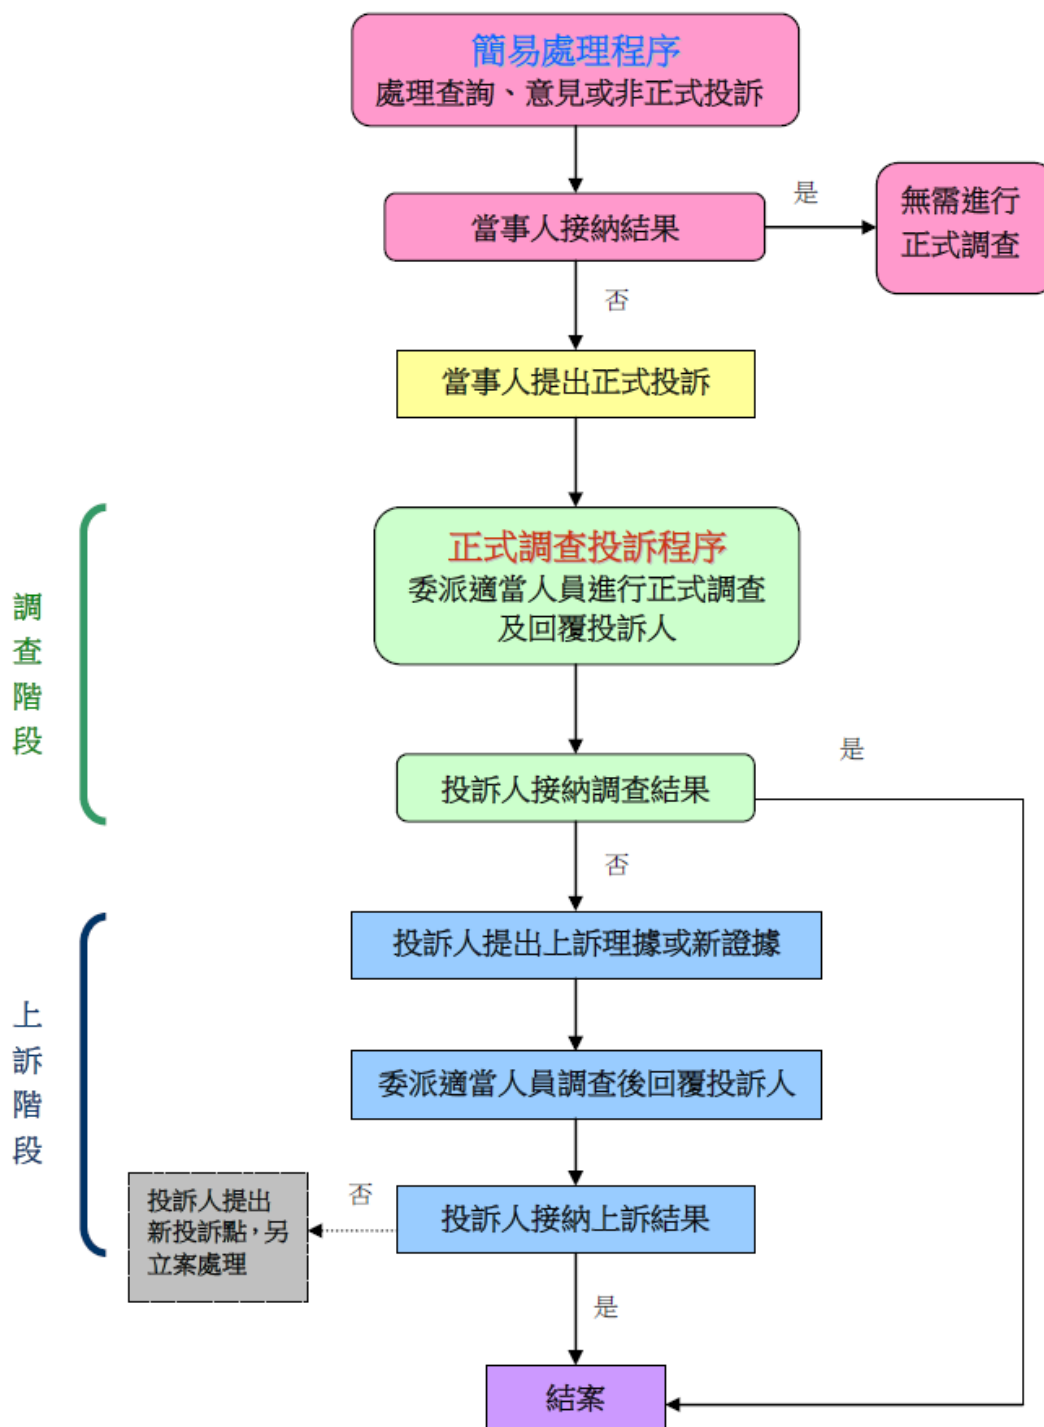 簡易處理程序
處理查詢、意見或非正式投訴
當事人接納結果
是
無需進行
正式調查
否
當事人提出正式投訴
調
查
階
段
正式調查投訴程序
委派適當人員進行正式調查
及回覆投訴人
投訴人接納調查結果
是
否
上
訴
階
段
投訴人提出上訴理據或新證據
委派適當人員調查後回覆投訴人
投訴人接納上訴結果
否
投訴人提出
新投訴點，另
立案處理
是
結案